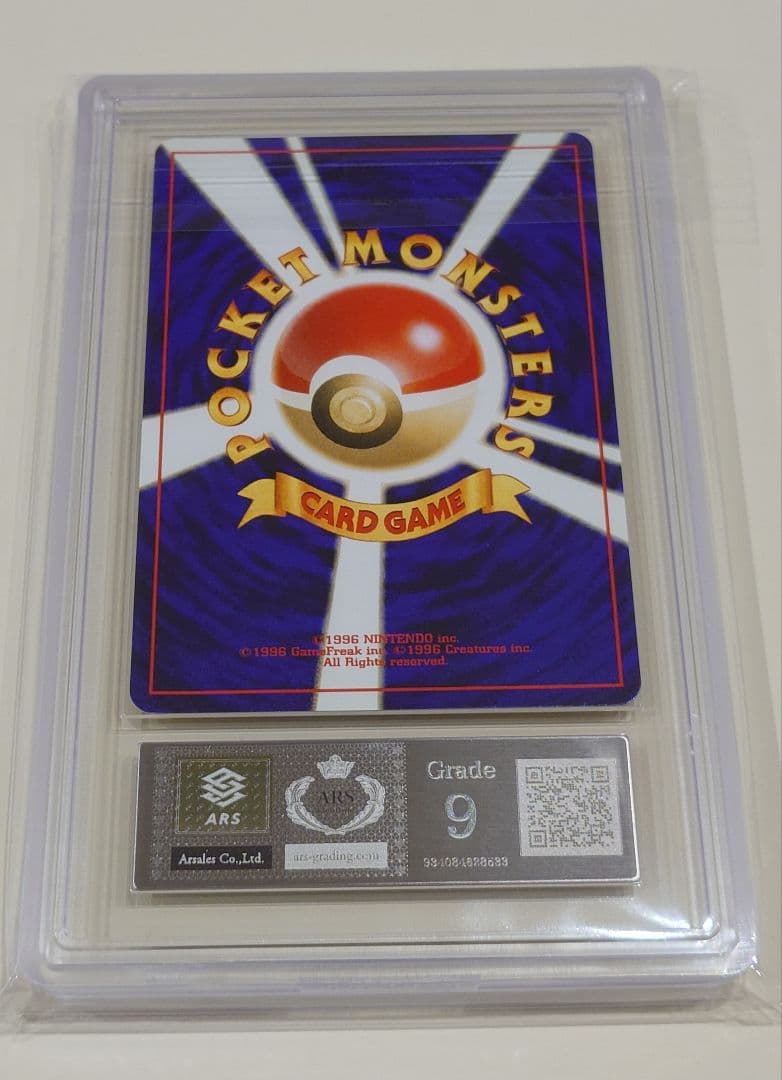 POCKET MONSTERS
CARD GAME
©1996 NINTENDO inc.
©1996 GameFreak inc. ©1996 Creatures inc.
All Rights reserved.
ARS
Arsales Co.,Ltd.
ARS
ars-grading.com
Grade
9